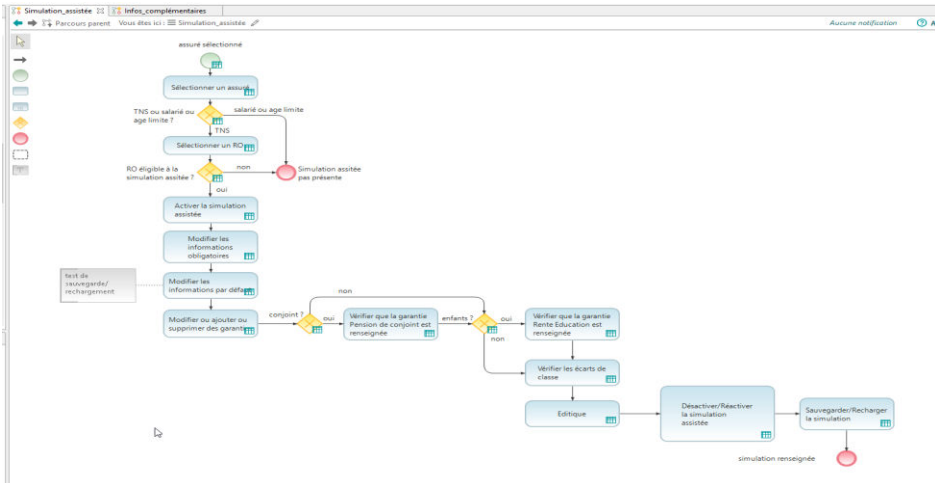 Simulation_assistée
Infos_complémentaires
Parcours parent
Vous êtes ici :
Simulation_assistée
Aucune notification
assuré sélectionné
Sélectionner un assuré
TNS ou salarié ou
age limite ?
salarié ou age limite
TNS
Sélectionner un RO
RO éligible à la
simulation assitée ?
non
Simulation assitée
pas présente
oui
Activer la simulation
assistée
Modifier les
informations
obligatoires
test de
sauvegarde/
rechargement
Modifier les
informations par défaut
non
Modifier ou ajouter ou
supprimer des garanti
conjoint ?
oui
Vérifier que la garantie
Pension de conjoint est
renseignée
enfants ?
oui
Vérifier que la garantie
Rente Education est
renseignée
non
Vérifier les écarts de
classe
Editique
Désactiver/Réactiver
la simulation
assistée
Sauvegarder/Recharger
la simulation
simulation renseignée